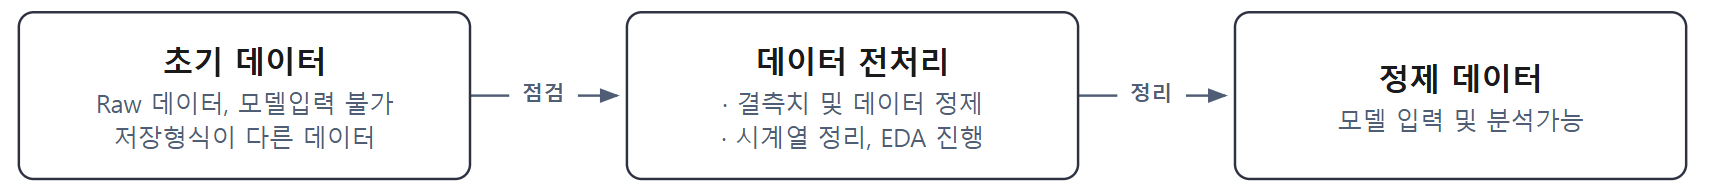 초기 데이터
Raw 데이터, 모델입력 불가
저장형식이 다른 데이터
점검
데이터 전처리
· 결측치 및 데이터 정제
· 시계열 정리, EDA 진행
정리
정제 데이터
모델 입력 및 분석가능